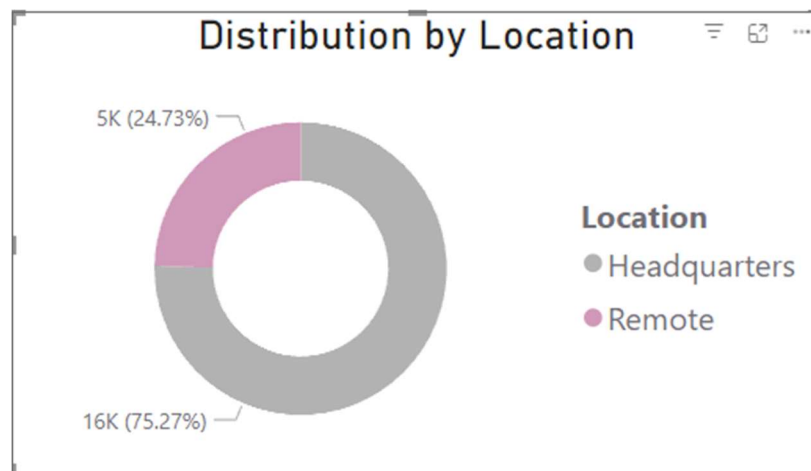 Distribution by Location
5K (24.73%)
Location
Headquarters
Remote
16K (75.27%)